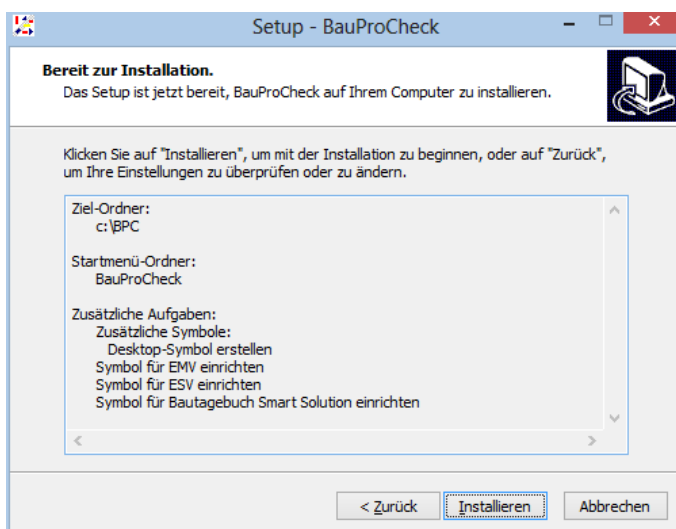 Setup - BauProCheck
Bereit zur Installation.
Das Setup ist jetzt bereit, BauProCheck auf Ihrem Computer zu installieren.
Klicken Sie auf "Installieren", um mit der Installation zu beginnen, oder auf "Zurück",
um Ihre Einstellungen zu überprüfen oder zu ändern.
Ziel-Ordner:
c:\BPC
Startmenü-Ordner:
BauProCheck
Zusätzliche Aufgaben:
Zusätzliche Symbole:
Desktop-Symbol erstellen
Symbol für EMV einrichten
Symbol für ESV einrichten
Symbol für Bautagebuch Smart Solution einrichten
< Zurück Installieren Abbrechen